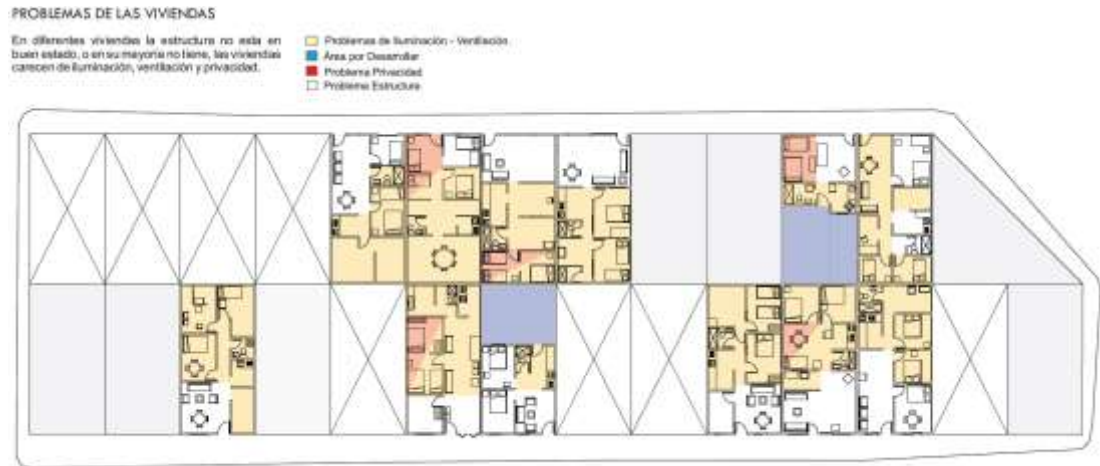 PROBLEMAS DE LAS VIVIENDAS
En diferentes viviendas la estructura no esta en
buen estado, o en su mayoria no tiene, las viviendas
carecen de iluminación, ventilación y privacidad.
Problemas de Iluminación - Ventilación
Área por Desarrollar
Problema Privacidad
Problema Estructura